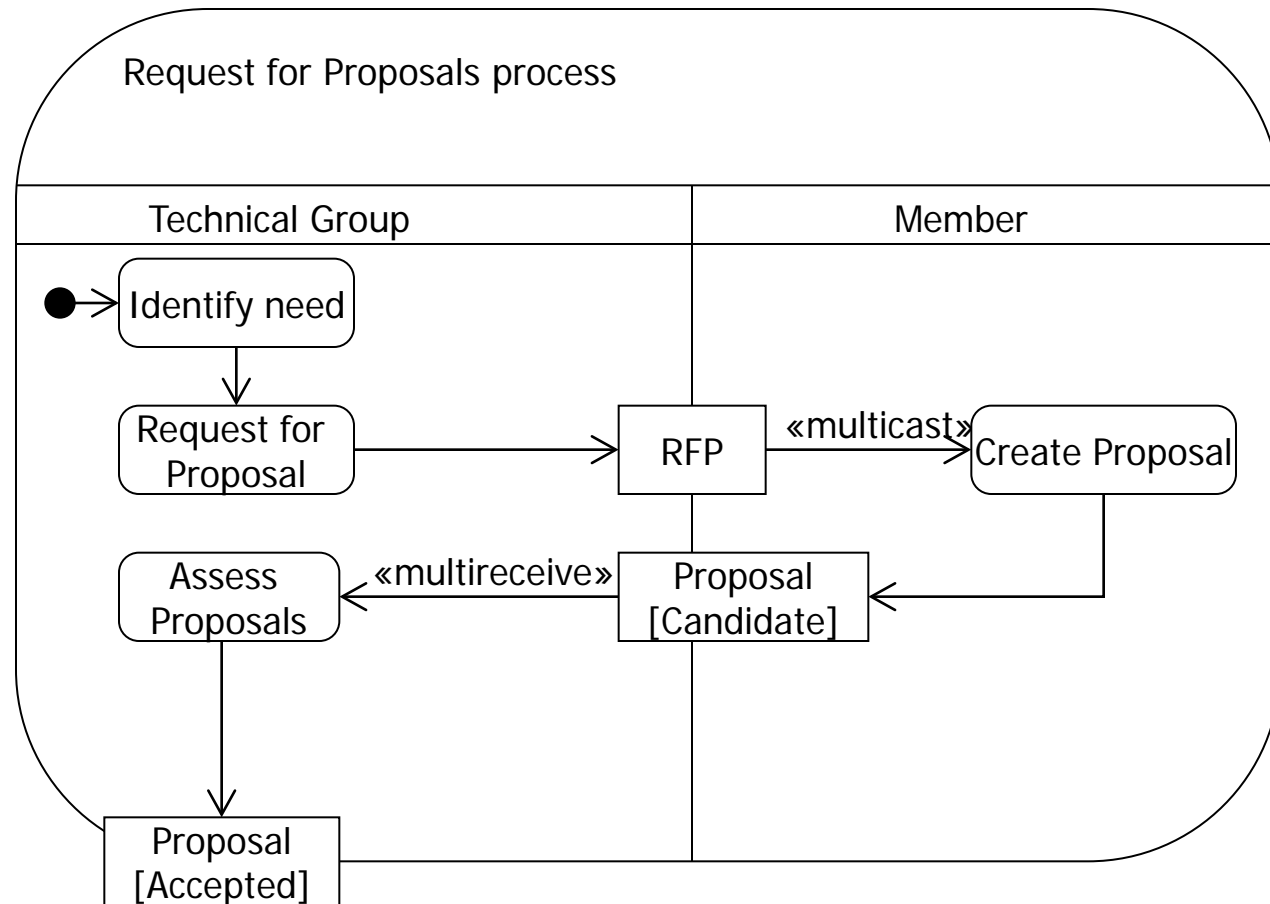 Request for Proposals process
Technical Group
Member
Identify need
Request for
Proposal
RFP
«multicast»
Create Proposal
Assess
Proposals
«multireceive»
Proposal
[Candidate]
Proposal
[Accepted]